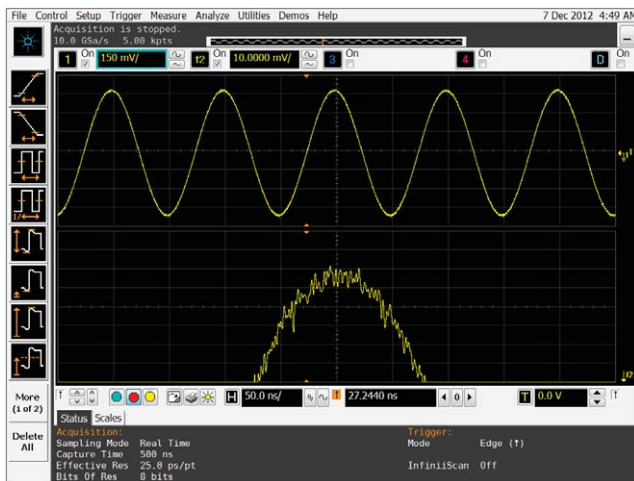 File Control Setup Trigger Measure Analyze Utilities Demos Help 7 Dec 2012 4:49 AM
Acquisition is stopped.
10.0 GSa/s 5.00 kpts
1 On 150 mV/ f2 On 10.0000 mV/ 3 On 4 On D On
More
(1 of 2)
Delete
All
H 50.0 ns/ 27.2440 ns 0 T 0.0 V
Status Scales
Acquisition: Trigger:
Sampling Mode Real Time Mode Edge (↑)
Capture Time 500 ns
Effective Res 25.0 ps/pt InfiniiScan Off
Bits Of Res 8 bits